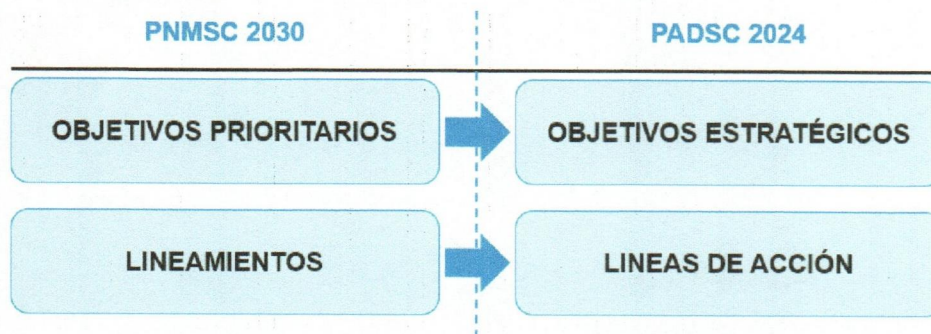 PNMSC 2030
PADSC 2024
OBJETIVOS PRIORITARIOS
OBJETIVOS ESTRATÉGICOS
LINEAMIENTOS
LINEAS DE ACCIÓN